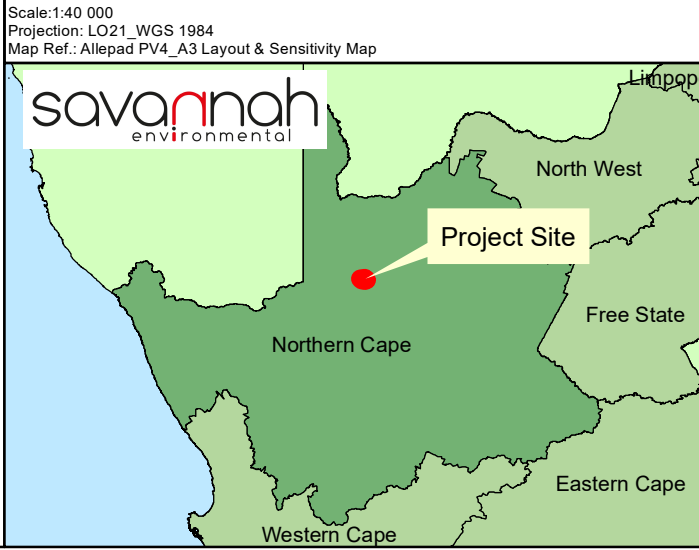 Scale:1:40 000
Projection: LO21_WGS 1984
Map Ref.: Allepad PV4_A3 Layout & Sensitivity Map
savannah
environmental
Limpop
North West
Project Site
Free State
Northern Cape
Eastern Cape
Western Cape